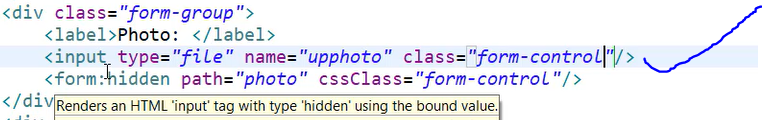 <div class="form-group">
<label>Photo: </label>
<input type="file" name="upphoto" class="form-control"/>
<form:hidden path="photo" cssClass="form-control"/>
</div>
Renders an HTML 'input' tag with type 'hidden' using the bound value.
<div